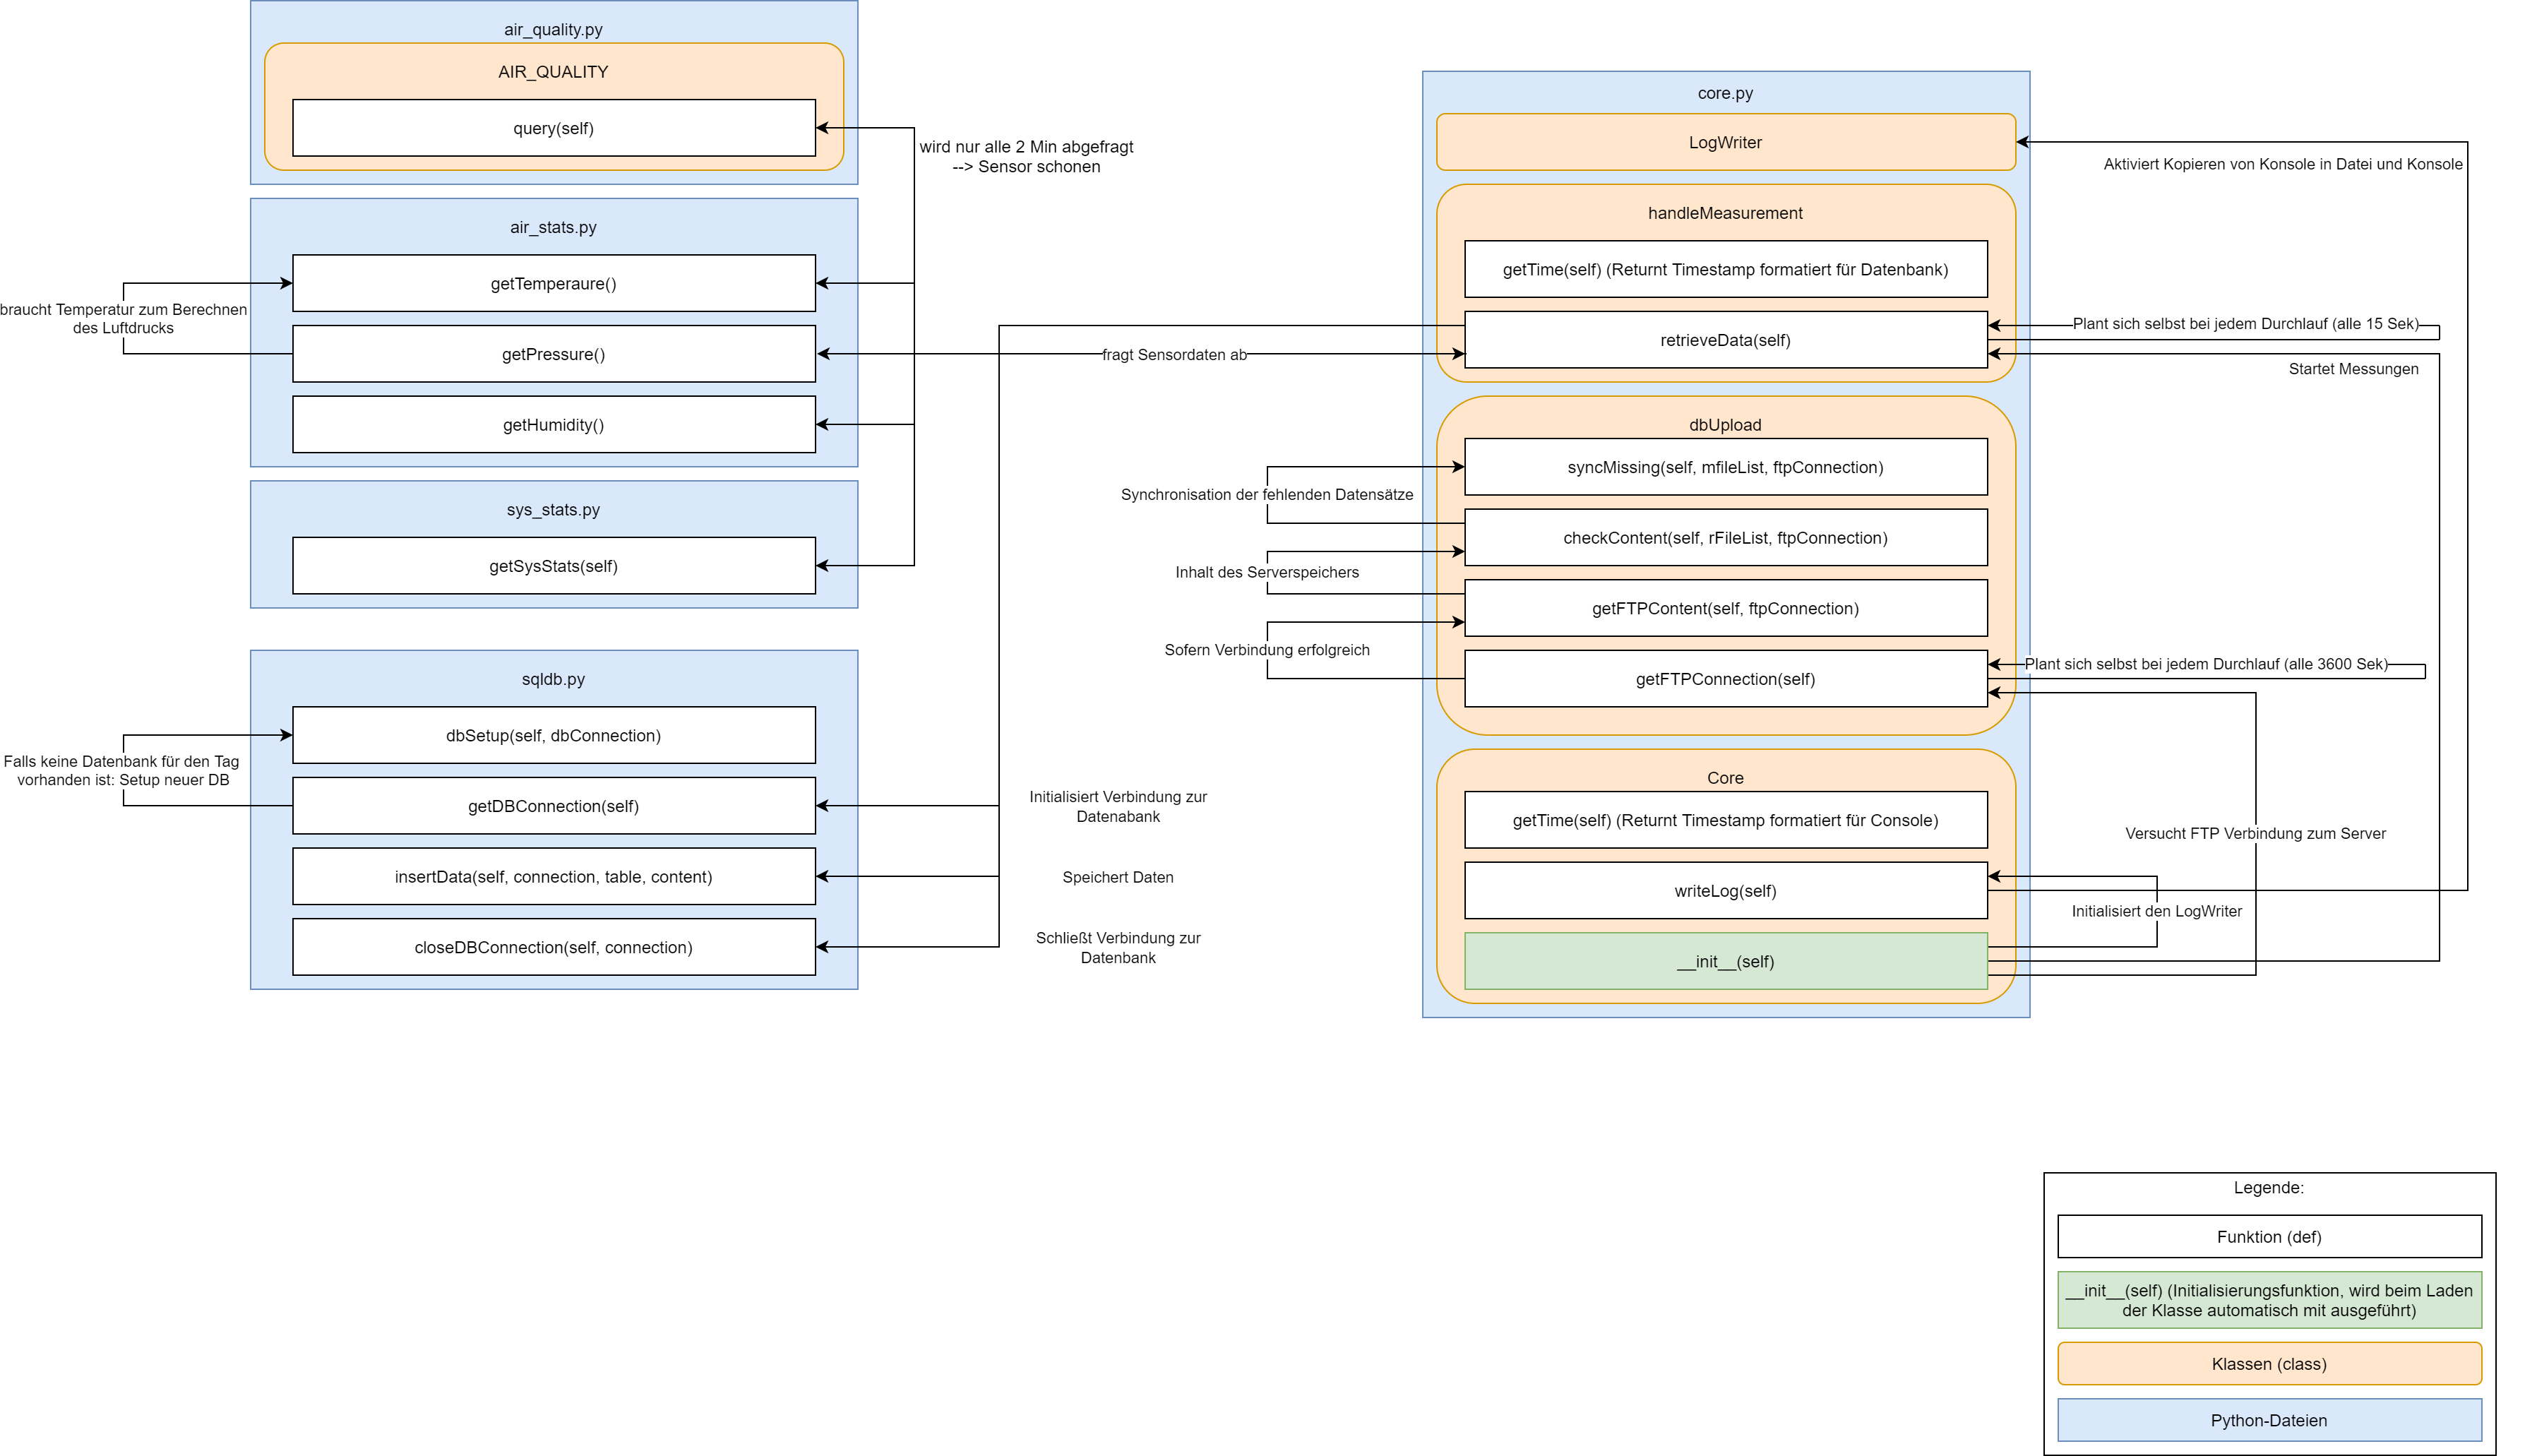 air_quality.py
AIR_QUALITY
query(self)
wird nur alle 2 Min abgefragt
--> Sensor schonen
air_stats.py
getTemperaure()
braucht Temperatur zum Berechnen
des Luftdrucks
getPressure()
fragt Sensordaten ab
getHumidity()
sys_stats.py
getSysStats(self)
sqldb.py
dbSetup(self, dbConnection)
Falls keine Datenbank für den Tag
vorhanden ist: Setup neuer DB
getDBConnection(self)
Initialisiert Verbindung zur
Datenabank
insertData(self, connection, table, content)
Speichert Daten
closeDBConnection(self, connection)
Schließt Verbindung zur
Datenbank
core.py
LogWriter
Aktiviert Kopieren von Konsole in Datei und Konsole
handleMeasurement
getTime(self) (Returnt Timestamp formatiert für Datenbank)
retrieveData(self)
Plant sich selbst bei jedem Durchlauf (alle 15 Sek)
Startet Messungen
dbUpload
syncMissing(self, mfileList, ftpConnection)
Synchronisation der fehlenden Datensätze
checkContent(self, rFileList, ftpConnection)
Inhalt des Serverspeichers
getFTPContent(self, ftpConnection)
Sofern Verbindung erfolgreich
getFTPConnection(self)
Plant sich selbst bei jedem Durchlauf (alle 3600 Sek)
Core
getTime(self) (Returnt Timestamp formatiert für Console)
Versucht FTP Verbindung zum Server
writeLog(self)
Initialisiert den LogWriter
__init__(self)
Legende:
Funktion (def)
__init__(self) (Initialisierungsfunktion, wird beim Laden
der Klasse automatisch mit ausgeführt)
Klassen (class)
Python-Dateien